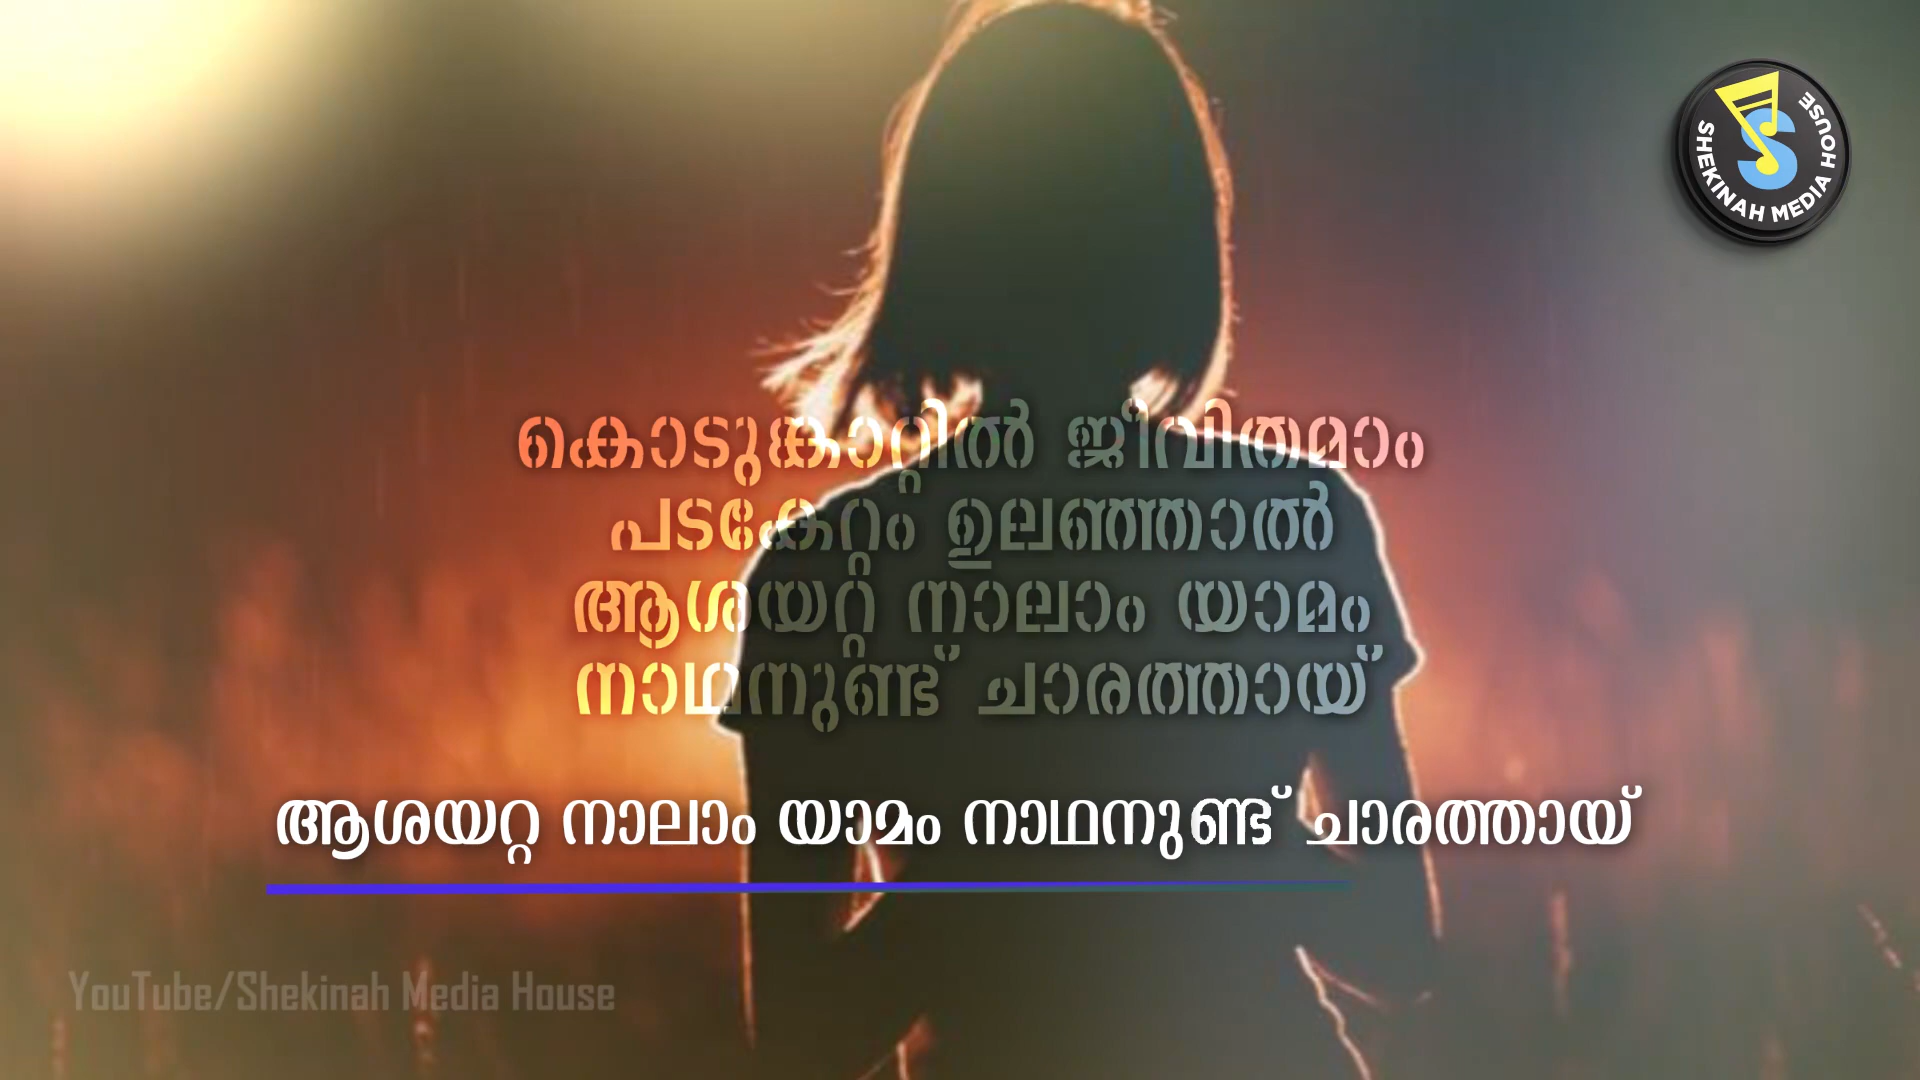 SHEKINAH MEDIA HOUSE
കൊടുങ്കാറ്റിൽ ജീവിതമാം
പടകേറ്റം ഉലഞ്ഞാൽ
ആശയറ്റ നാലാം യാമം
നാഥനുണ്ട് ചാരത്തായ്
ആശയറ്റ നാലാം യാമം നാഥനുണ്ട് ചാരത്തായ്
YouTube/Shekinah Media House